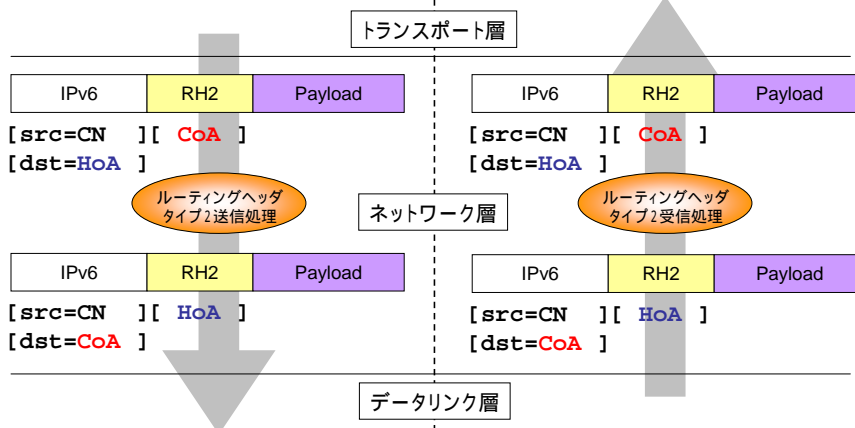 トランスポート層
IPv6 RH2 Payload
[src=CN ][ CoA ]
[dst=HoA ]
ルーティングヘッダ
タイプ2送信処理
IPv6 RH2 Payload
[src=CN ][ HoA ]
[dst=CoA ]
ネットワーク層
IPv6 RH2 Payload
[src=CN ][ CoA ]
[dst=HoA ]
ルーティングヘッダ
タイプ2受信処理
IPv6 RH2 Payload
[src=CN ][ HoA ]
[dst=CoA ]
データリンク層